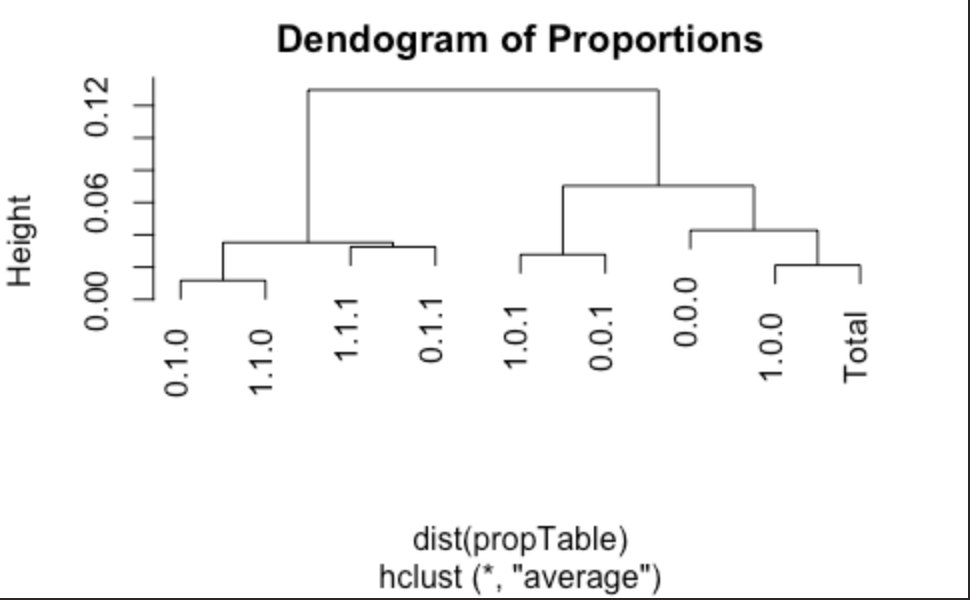 Dendogram of Proportions
Height
0.12
0.06
0.00
0.1.0
1.1.0
1.1.1
0.1.1
1.0.1
0.0.1
0.0.0
1.0.0
Total
dist(propTable)
hclust (*, "average")